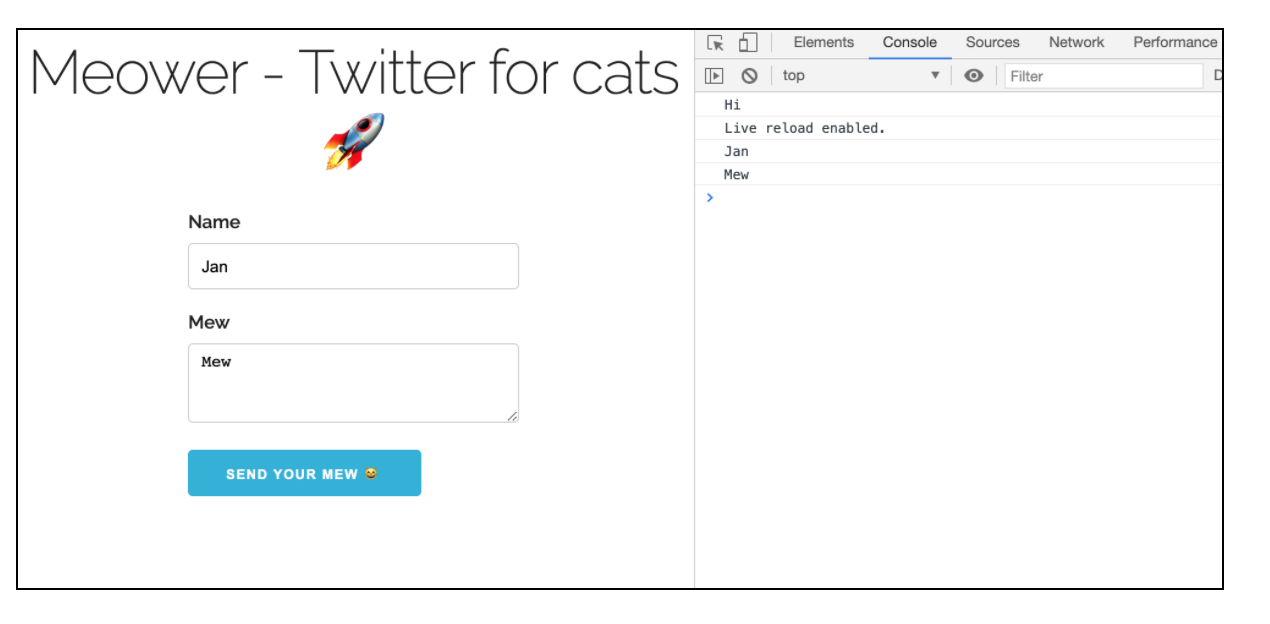 Meower - Twitter for cats
🚀
Name
Jan
Mew
Mew
SEND YOUR MEW 😸
Elements Console Sources Network Performance
top ▼ Filter D
Hi
Live reload enabled.
Jan
Mew
>